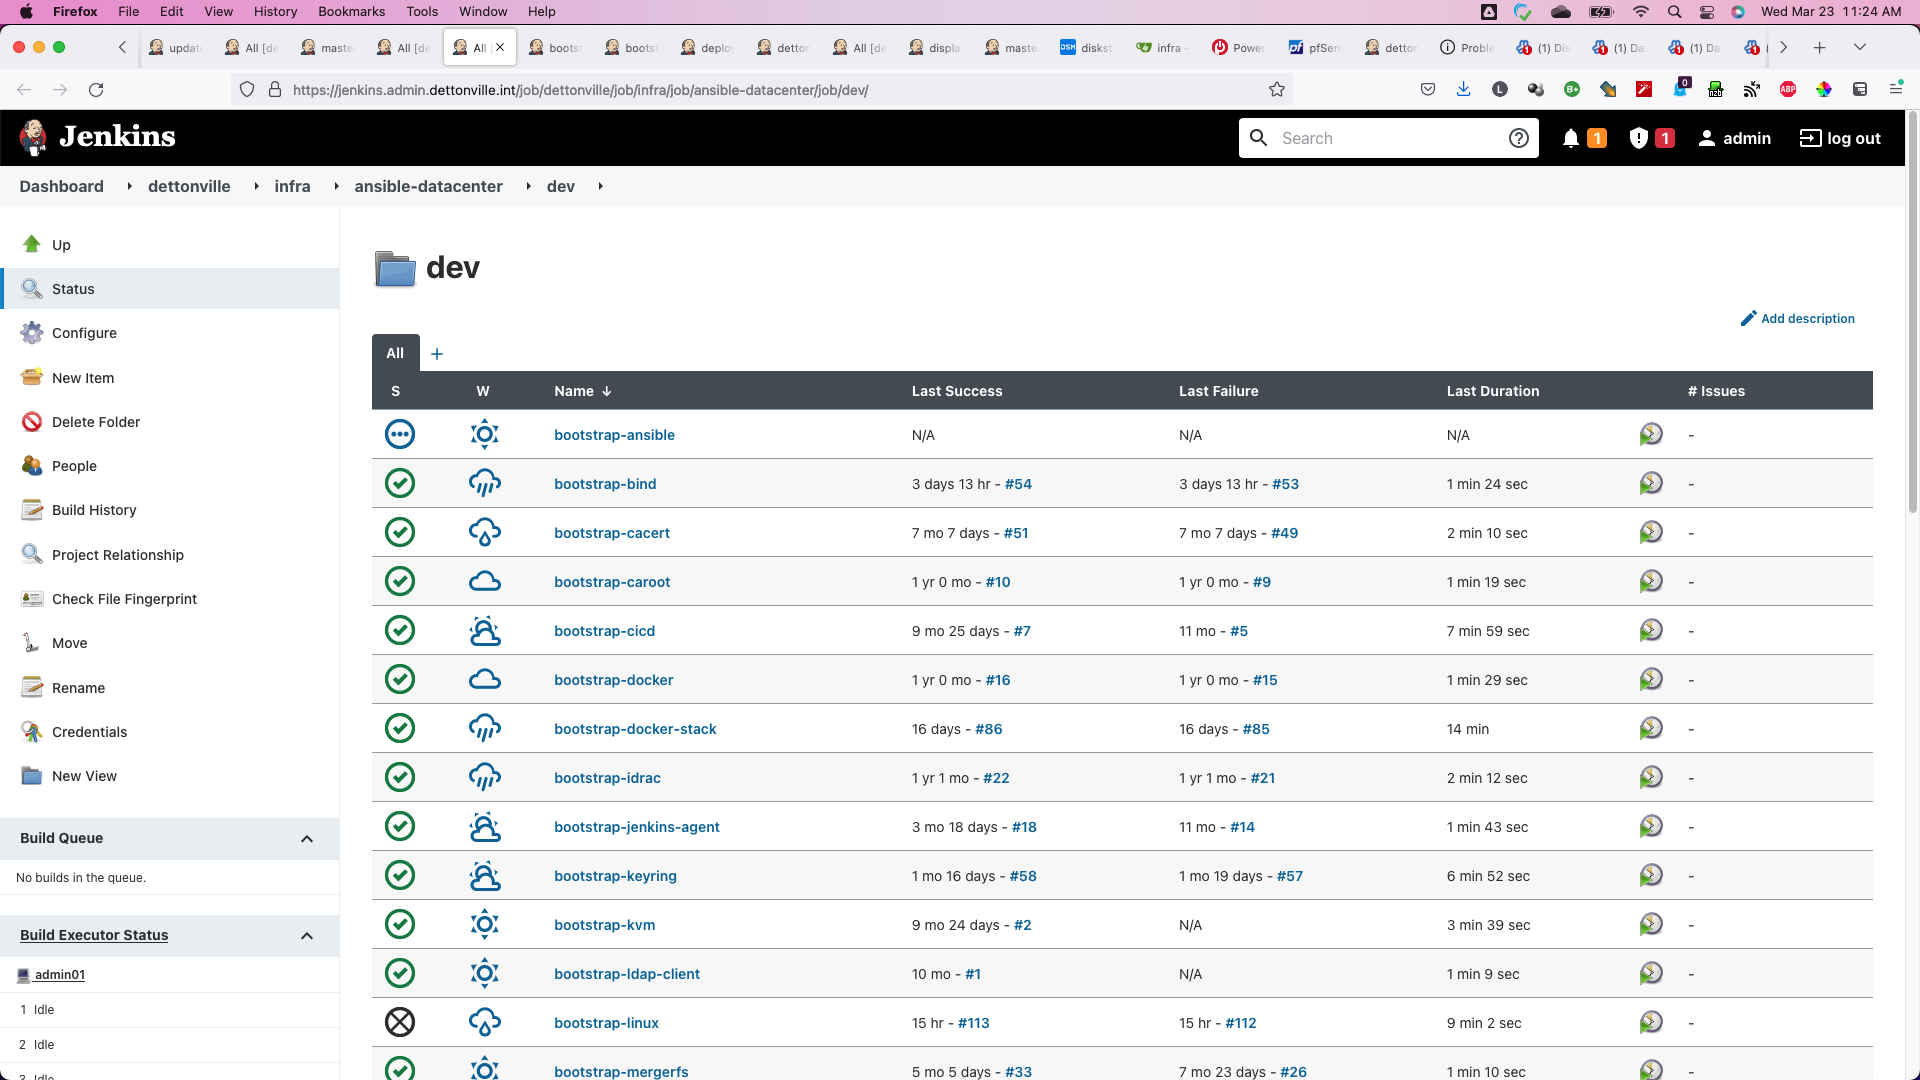 Firefox File Edit View History Bookmarks Tools Window Help Wed Mar 23 11:24 AM
updat All [de maste All [de All boots boots deploy detton All [de displa maste DSM diskst infra - Power pf pfSen detton Proble (1) Dis (1) Da (1) Da
https://jenkins.admin.dettonville.int/job/dettonville/job/infra/job/ansible-datacenter/job/dev/
L B+ 0 n2b ABP
Jenkins Search 1 1 admin log out
Dashboard dettonville infra ansible-datacenter dev
Up
Status
Configure
New Item
Delete Folder
People
Build History
Project Relationship
Check File Fingerprint
Move
Rename
Credentials
New View
Build Queue
No builds in the queue.
Build Executor Status
admin01
1 Idle
2 Idle
3 Idle
dev
Add description
All +
S W Name ↓ Last Success Last Failure Last Duration # Issues
bootstrap-ansible N/A N/A N/A -
bootstrap-bind 3 days 13 hr - #54 3 days 13 hr - #53 1 min 24 sec -
bootstrap-cacert 7 mo 7 days - #51 7 mo 7 days - #49 2 min 10 sec -
bootstrap-caroot 1 yr 0 mo - #10 1 yr 0 mo - #9 1 min 19 sec -
bootstrap-cicd 9 mo 25 days - #7 11 mo - #5 7 min 59 sec -
bootstrap-docker 1 yr 0 mo - #16 1 yr 0 mo - #15 1 min 29 sec -
bootstrap-docker-stack 16 days - #86 16 days - #85 14 min -
bootstrap-idrac 1 yr 1 mo - #22 1 yr 1 mo - #21 2 min 12 sec -
bootstrap-jenkins-agent 3 mo 18 days - #18 11 mo - #14 1 min 43 sec -
bootstrap-keyring 1 mo 16 days - #58 1 mo 19 days - #57 6 min 52 sec -
bootstrap-kvm 9 mo 24 days - #2 N/A 3 min 39 sec -
bootstrap-ldap-client 10 mo - #1 N/A 1 min 9 sec -
bootstrap-linux 15 hr - #113 15 hr - #112 9 min 2 sec -
bootstrap-mergerfs 5 mo 5 days - #33 7 mo 23 days - #26 1 min 10 sec -